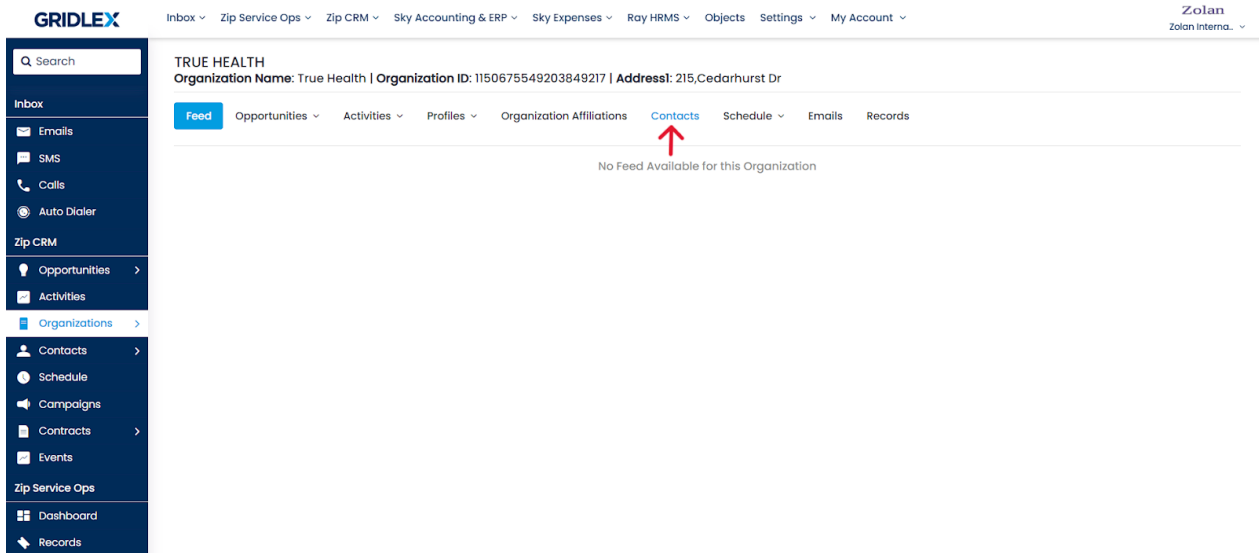 GRIDLEX
Inbox Zip Service Ops Zip CRM Sky Accounting & ERP Sky Expenses Ray HRMS Objects Settings My Account
Zolan
Zolan Interna..
Search
Inbox
Emails
SMS
Calls
Auto Dialer
Zip CRM
Opportunities
Activities
Organizations
Contacts
Schedule
Campaigns
Contracts
Events
Zip Service Ops
Dashboard
Records
TRUE HEALTH
Organization Name: True Health | Organization ID: 1150675549203849217 | Address1: 215,Cedarhurst Dr
Feed Opportunities Activities Profiles Organization Affiliations Contacts Schedule Emails Records
No Feed Available for this Organization